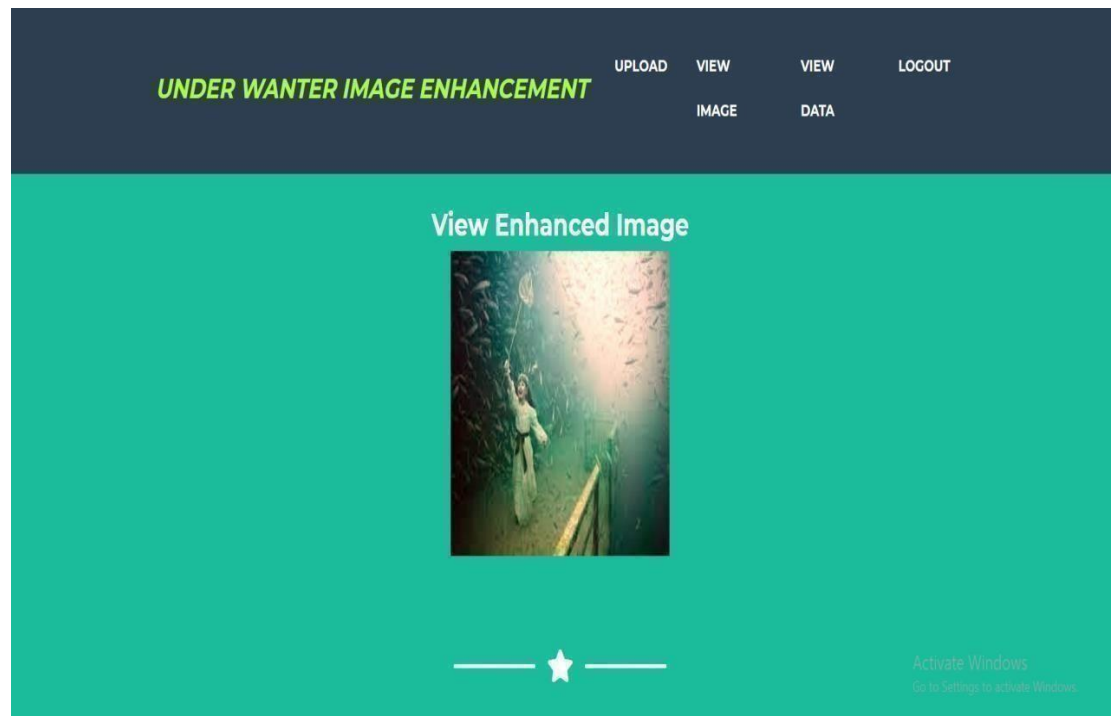 UNDER WANTER IMAGE ENHANCEMENT
UPLOAD
VIEW
IMAGE
VIEW
DATA
LOGOUT
View Enhanced Image
Activate Windows
Go to Settings to activate Windows.